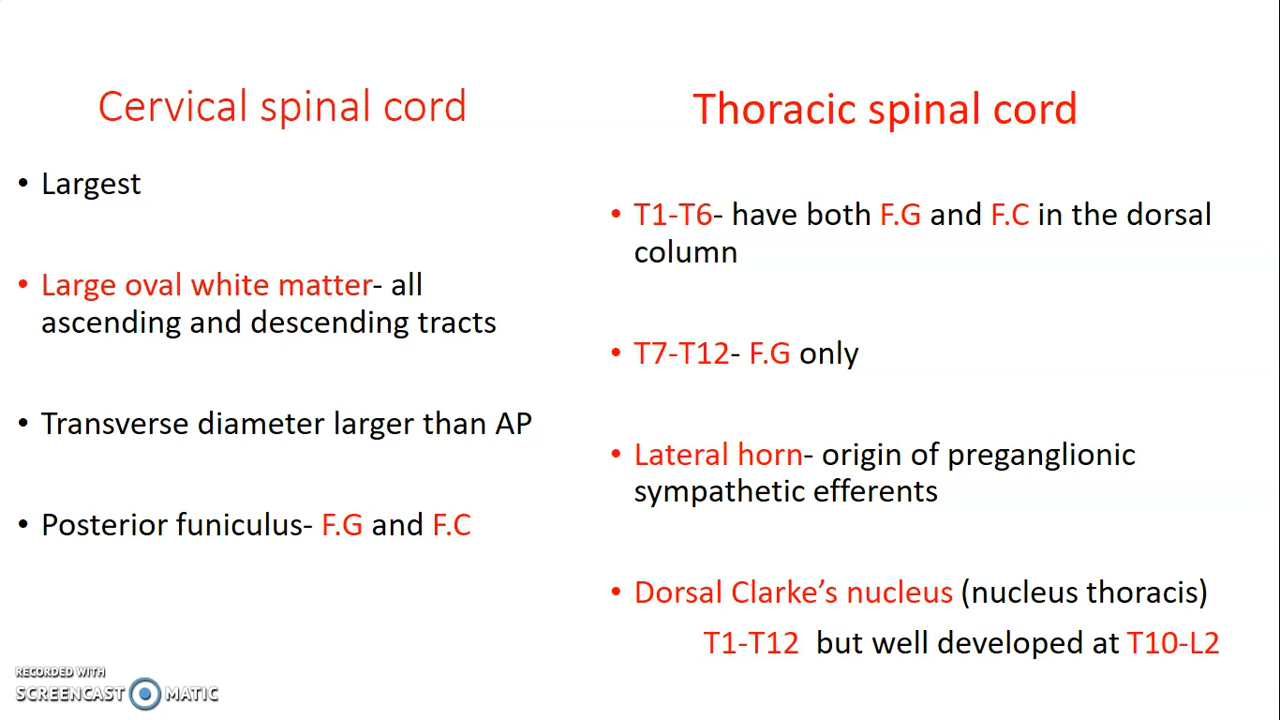 Cervical spinal cord
• Largest
• Large oval white matter- all
ascending and descending tracts
• Transverse diameter larger than AP
• Posterior funiculus- F.G and F.C
Thoracic spinal cord
• T1-T6- have both F.G and F.C in the dorsal
column
• T7-T12- F.G only
• Lateral horn- origin of preganglionic
sympathetic efferents
• Dorsal Clarke’s nucleus (nucleus thoracis)
T1-T12 but well developed at T10-L2
RECORDED WITH
SCREENCAST MATIC